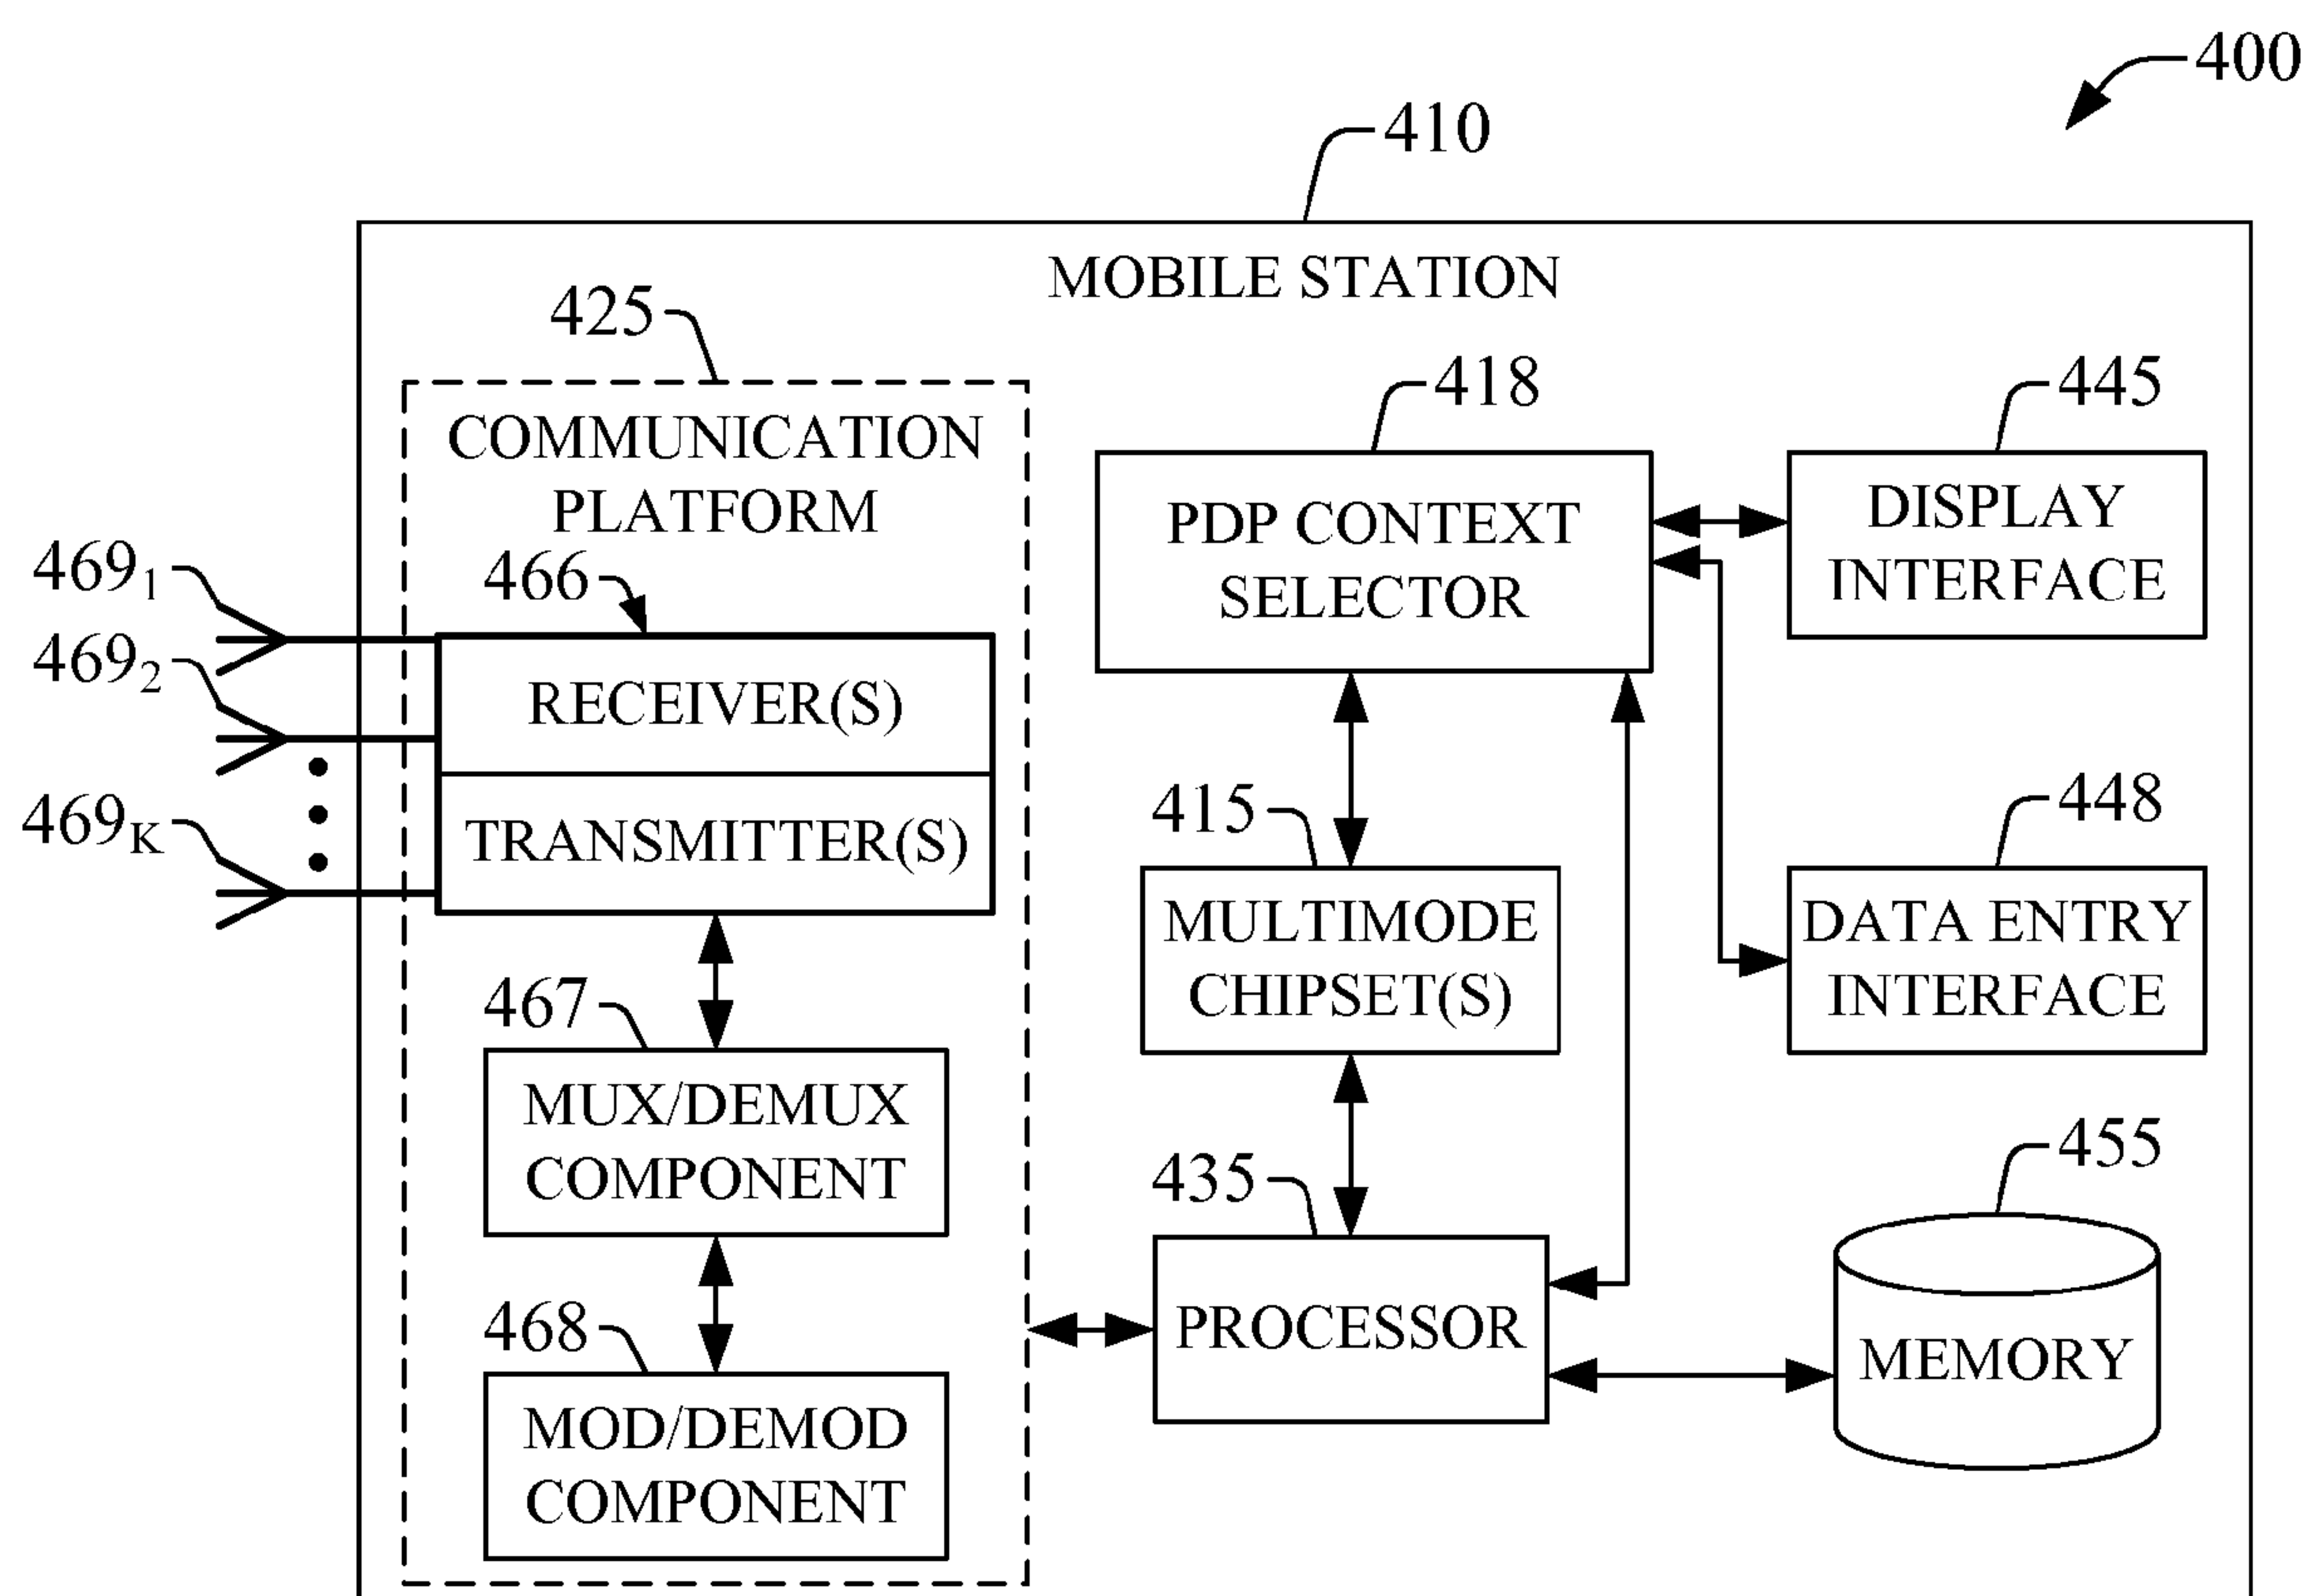 400
410
MOBILE STATION
425
418
445
COMMUNICATION
PLATFORM
PDP CONTEXT
SELECTOR
DISPLAY
INTERFACE
469₁
466
469₂
RECEIVER(S)
469ₖ
TRANSMITTER(S)
415
448
MULTIMODE
CHIPSET(S)
DATA ENTRY
INTERFACE
467
MUX/DEMUX
COMPONENT
435
455
468
PROCESSOR
MEMORY
MOD/DEMOD
COMPONENT